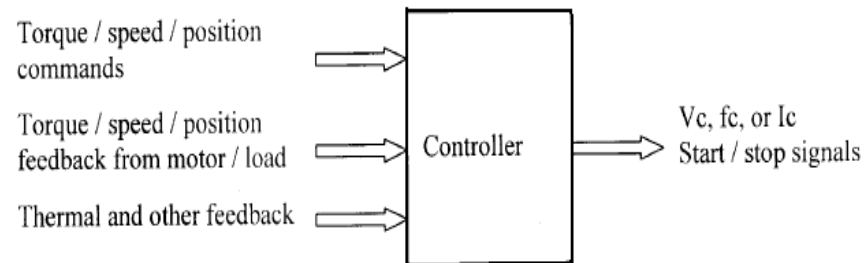 Torque / speed / position
commands
Torque / speed / position
feedback from motor / load
Thermal and other feedback
Controller
Vc, fc, or Ic
Start / stop signals